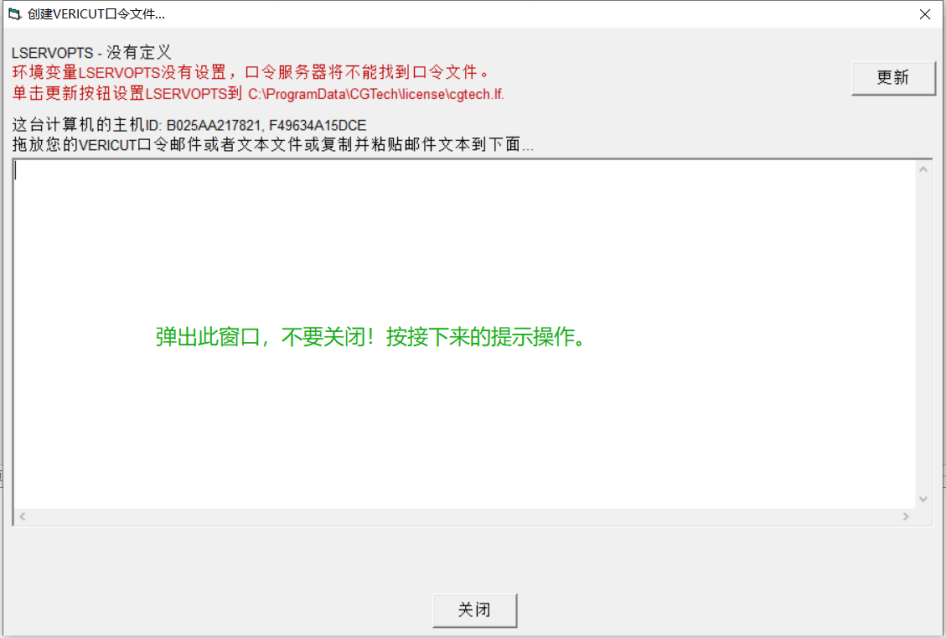 创建VERICUT口令文件...
LSERVOPTS - 没有定义
环境变量LSERVOPTS没有设置，口令服务器将不能找到口令文件。
单击更新按钮设置LSERVOPTS到 C:\ProgramData\CGTech\license\cgtech.lf.
更新
这台计算机的主机ID: B025AA217821, F49634A15DCE
拖放您的VERICUT口令邮件或者文本文件或复制并粘贴邮件文本到下面...
弹出此窗口，不要关闭！按接下来的提示操作。
关闭